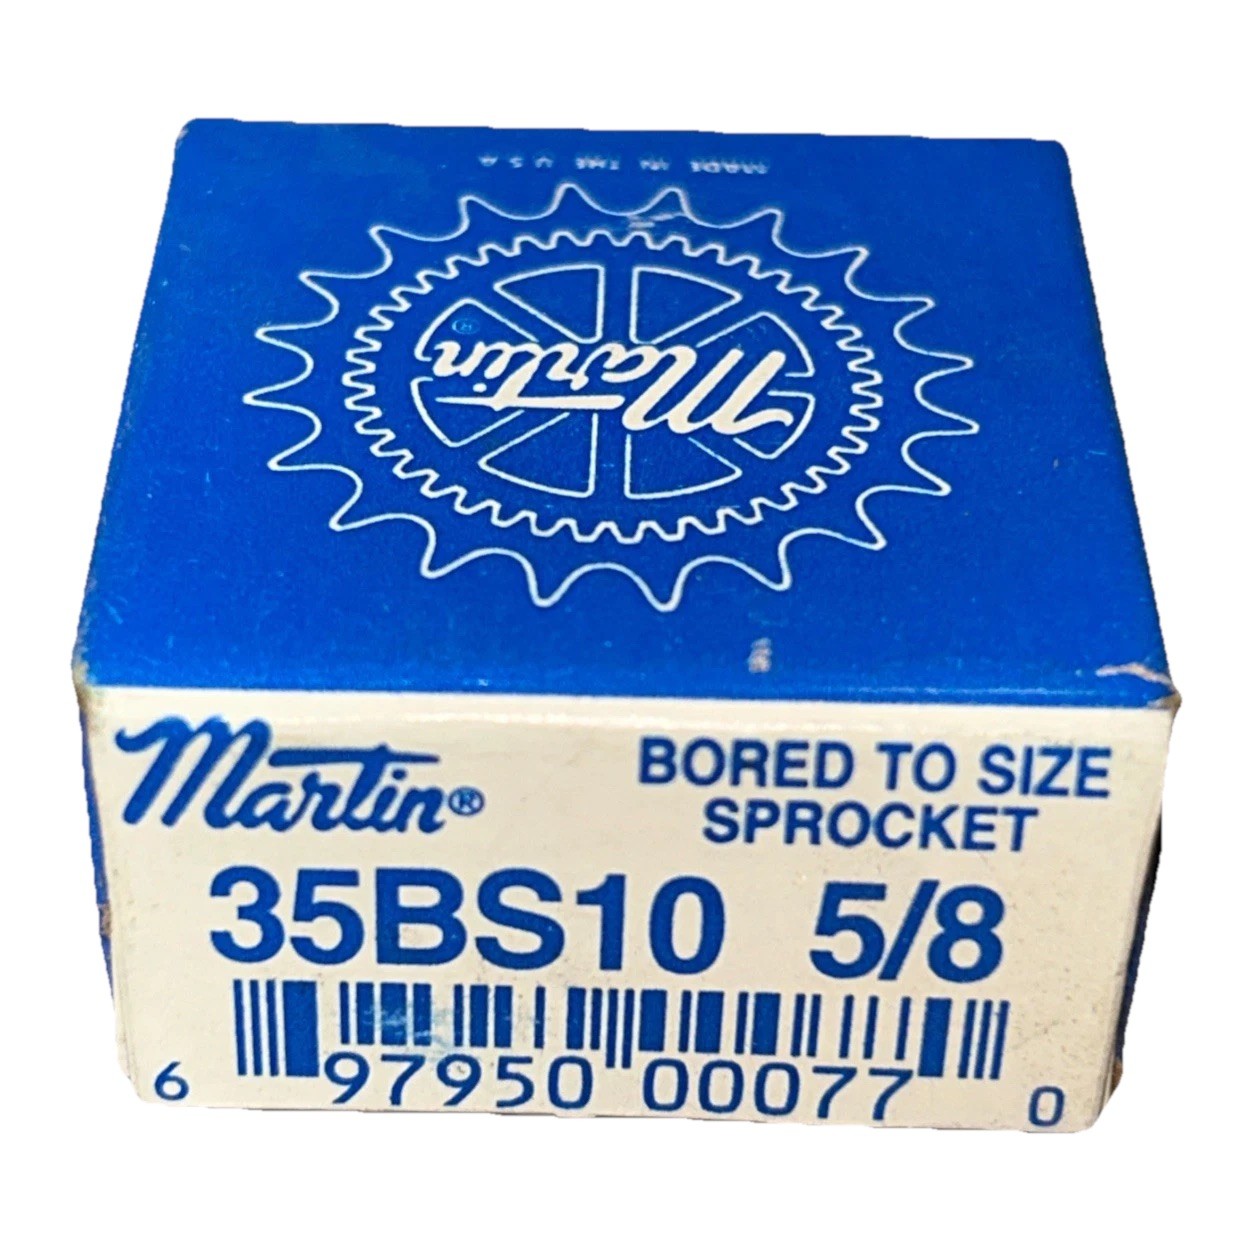 MADE IN THE U S A
Martin®
Martin®
BORED TO SIZE
SPROCKET
35BS10 5/8
6 97950 00077 0